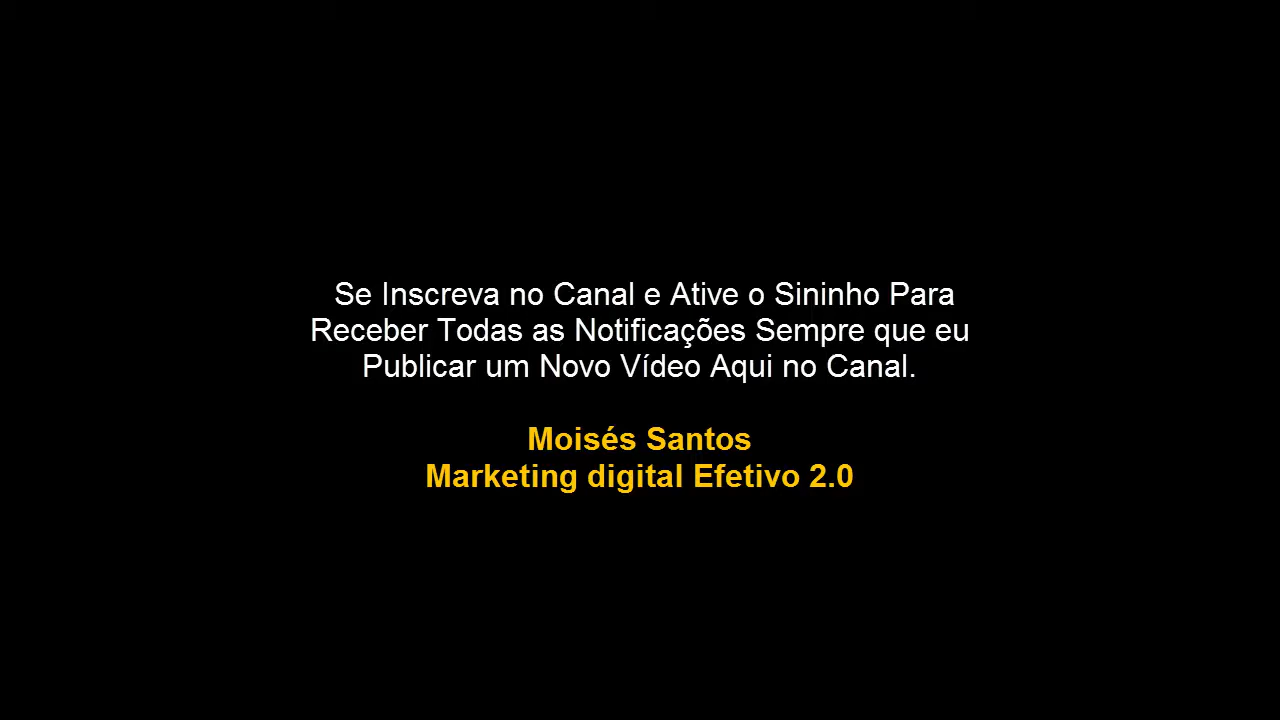 Se Inscreva no Canal e Ative o Sininho Para
Receber Todas as Notificações Sempre que eu
Publicar um Novo Vídeo Aqui no Canal.
Moisés Santos
Marketing digital Efetivo 2.0